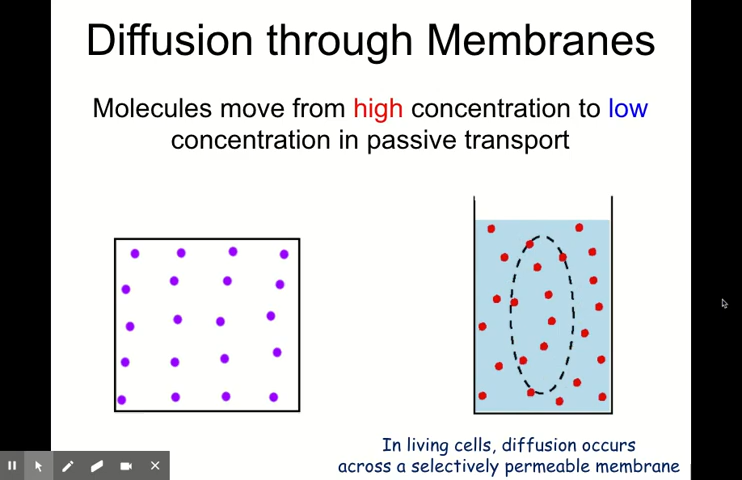 Diffusion through Membranes
Molecules move from high concentration to low
concentration in passive transport
In living cells, diffusion occurs
across a selectively permeable membrane